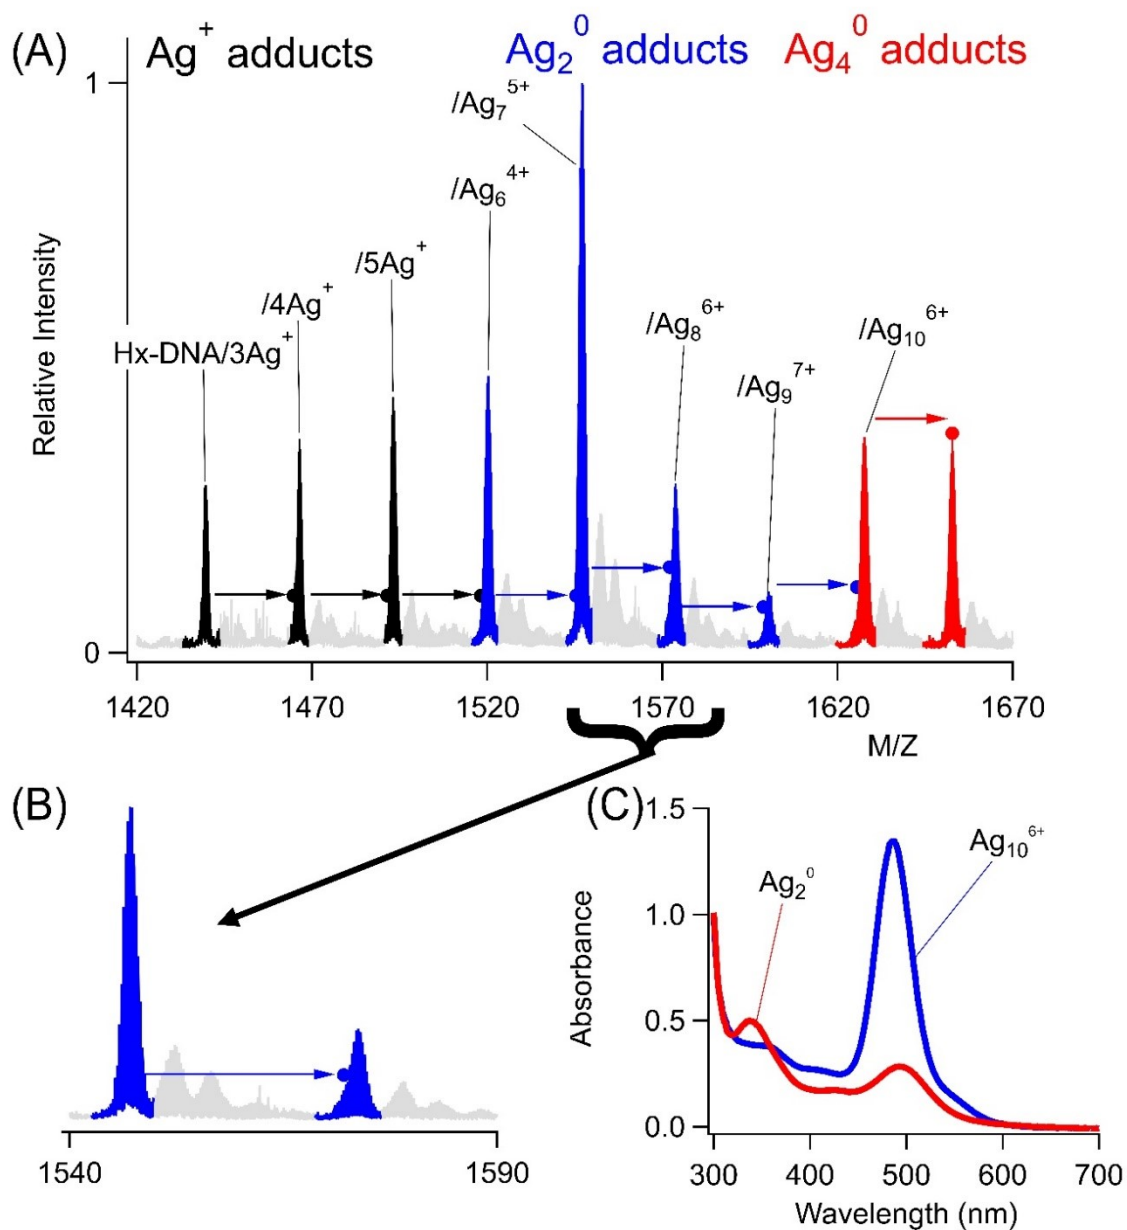 (A) Ag⁺ adducts Ag₂⁰ adducts Ag₄⁰ adducts
1
/Ag₇⁵⁺
/Ag₆⁴⁺
/5Ag⁺
/4Ag⁺
Hx-DNA/3Ag⁺
/Ag₈⁶⁺
/Ag₉⁷⁺
/Ag₁₀⁶⁺
Relative Intensity
0
1420 1470 1520 1570 1620 1670
M/Z
(B)
1540 1590
(C)
1.5
1.0
0.5
0.0
Absorbance
Ag₂⁰
Ag₁₀⁶⁺
300 400 500 600 700
Wavelength (nm)